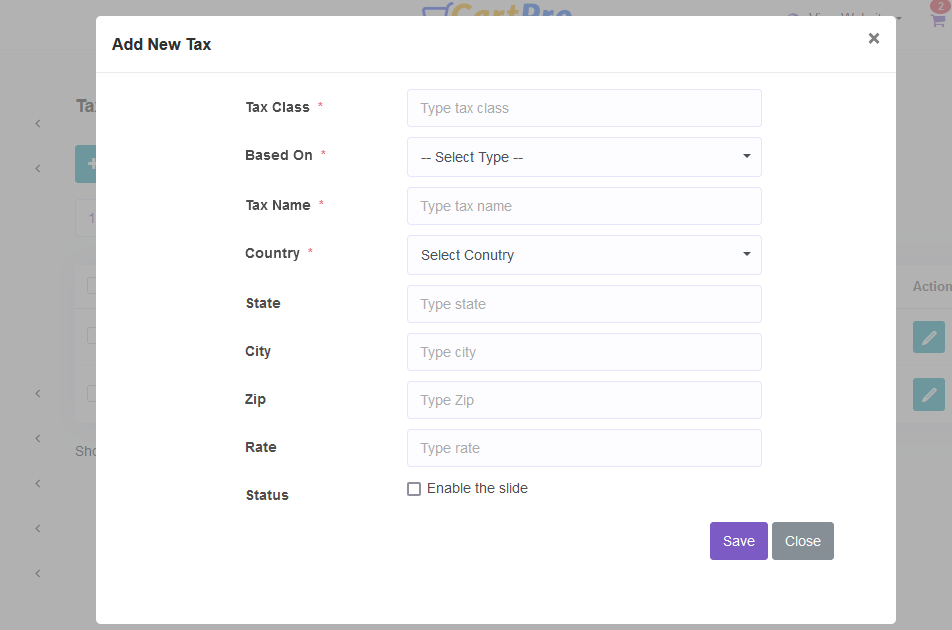 CartPro
View Website
2
Add New Tax
×
Tax Class *
Type tax class
Based On *
-- Select Type --
Tax Name *
Type tax name
Country *
Select Conutry
State
Type state
City
Type city
Zip
Type Zip
Rate
Type rate
Status
Enable the slide
Save Close
Ta
1
Sho
Action